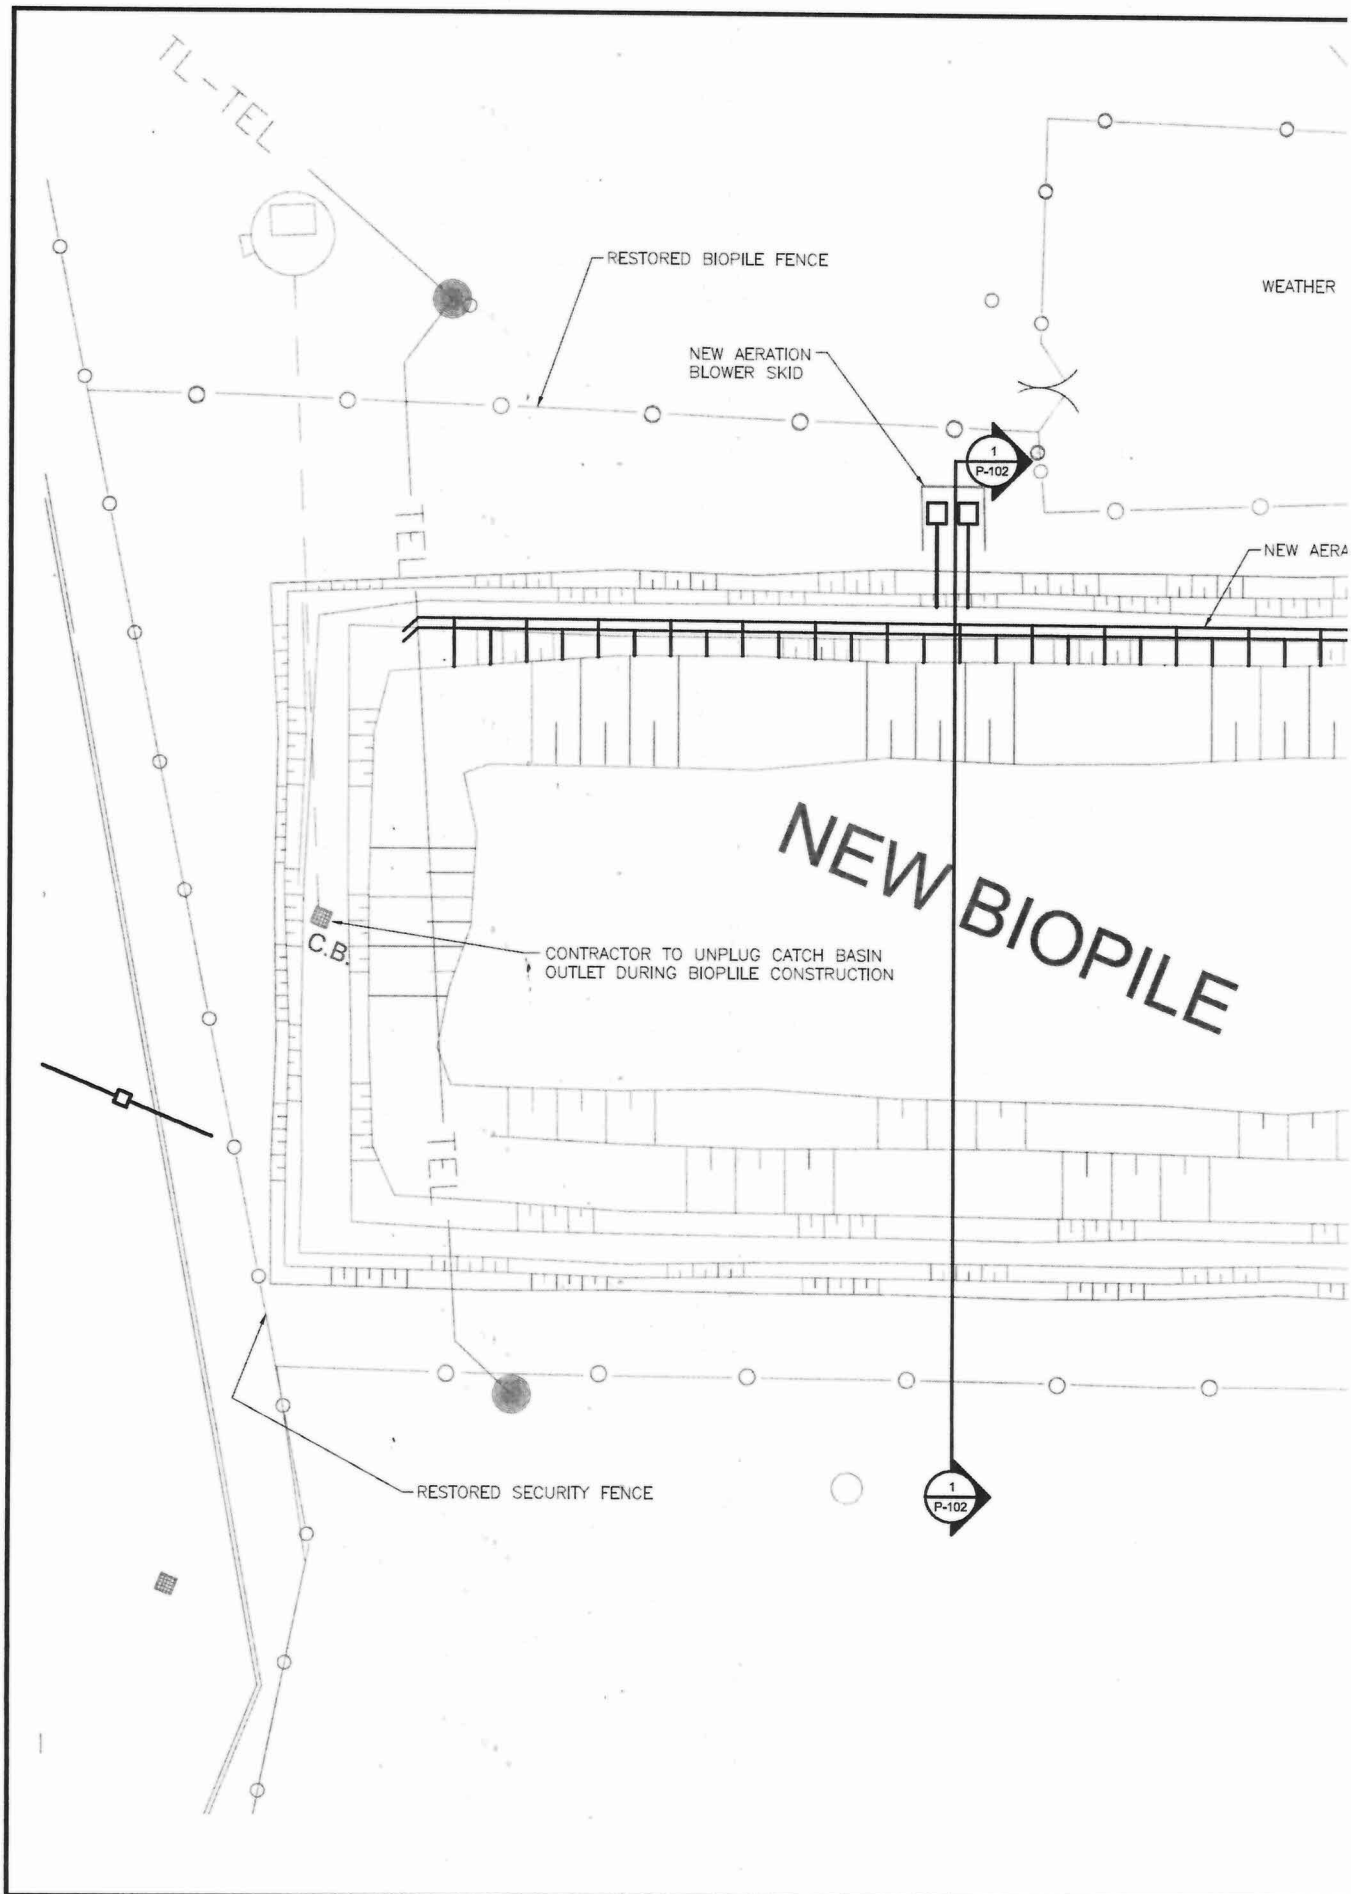 TL-TEL
RESTORED BIOPILE FENCE
WEATHER
NEW AERATION
BLOWER SKID
1
P-102
TEL
NEW AERA
NEW BIOPILE
C.B.
CONTRACTOR TO UNPLUG CATCH BASIN
OUTLET DURING BIOPLILE CONSTRUCTION
TEL
RESTORED SECURITY FENCE
1
P-102